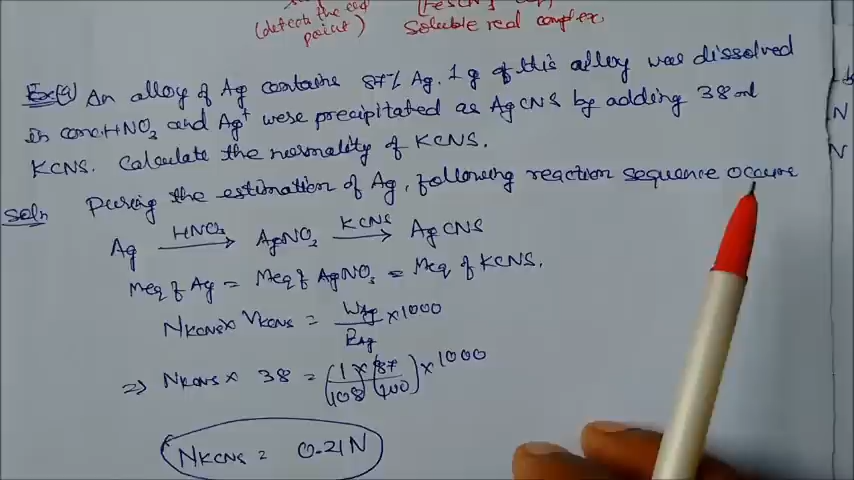 (detects the end
point)
Soluble real complex.
Ex(4) An alloy of Ag contains 87% Ag. 1g of this alloy was dissolved
in conc. HNO3 and Ag+ were precipitated as AgCNS by adding 38 ml
KCNS. Calculate the normality of KCNS.
Soln During the estimation of Ag, following reaction sequence occure
Ag HNO3 → AgNO3 KCNS → AgCNS
Meq of Ag = Meq of AgNO3 = Meq of KCNS.
NKCNS × VKCNS = WAg / EAg × 1000
⇒ NKCNS × 38 = (1/108 × 87/100) × 1000
NKCNS = 0.21N
N
N